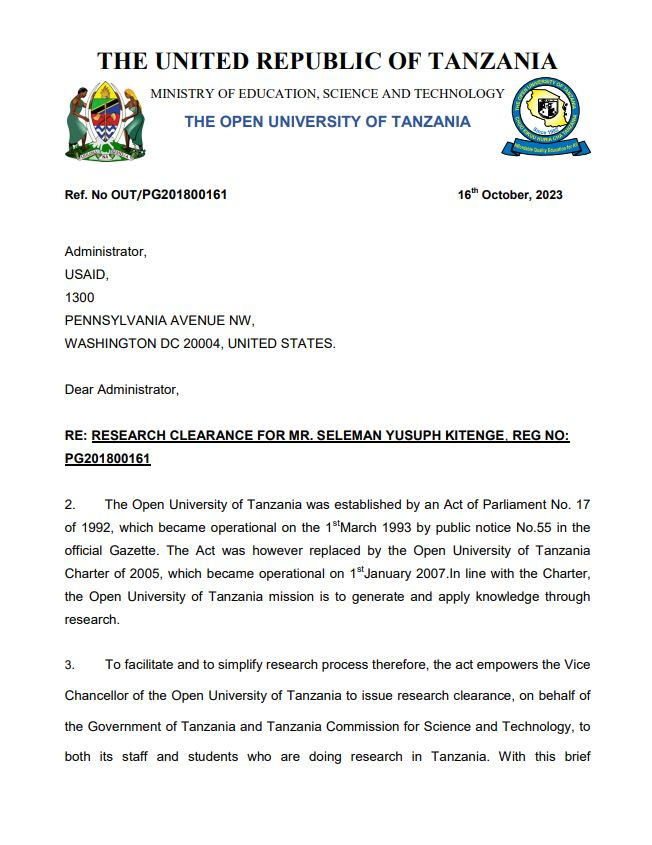 THE UNITED REPUBLIC OF TANZANIA
MINISTRY OF EDUCATION, SCIENCE AND TECHNOLOGY
THE OPEN UNIVERSITY OF TANZANIA
Ref. No OUT/PG201800161 16th October, 2023
Administrator,
USAID,
1300
PENNSYLVANIA AVENUE NW,
WASHINGTON DC 20004, UNITED STATES.
Dear Administrator,
RE: RESEARCH CLEARANCE FOR MR. SELEMAN YUSUPH KITENGE, REG NO:
PG201800161
2. The Open University of Tanzania was established by an Act of Parliament No. 17
of 1992, which became operational on the 1stMarch 1993 by public notice No.55 in the
official Gazette. The Act was however replaced by the Open University of Tanzania
Charter of 2005, which became operational on 1stJanuary 2007.In line with the Charter,
the Open University of Tanzania mission is to generate and apply knowledge through
research.
3. To facilitate and to simplify research process therefore, the act empowers the Vice
Chancellor of the Open University of Tanzania to issue research clearance, on behalf of
the Government of Tanzania and Tanzania Commission for Science and Technology, to
both its staff and students who are doing research in Tanzania. With this brief